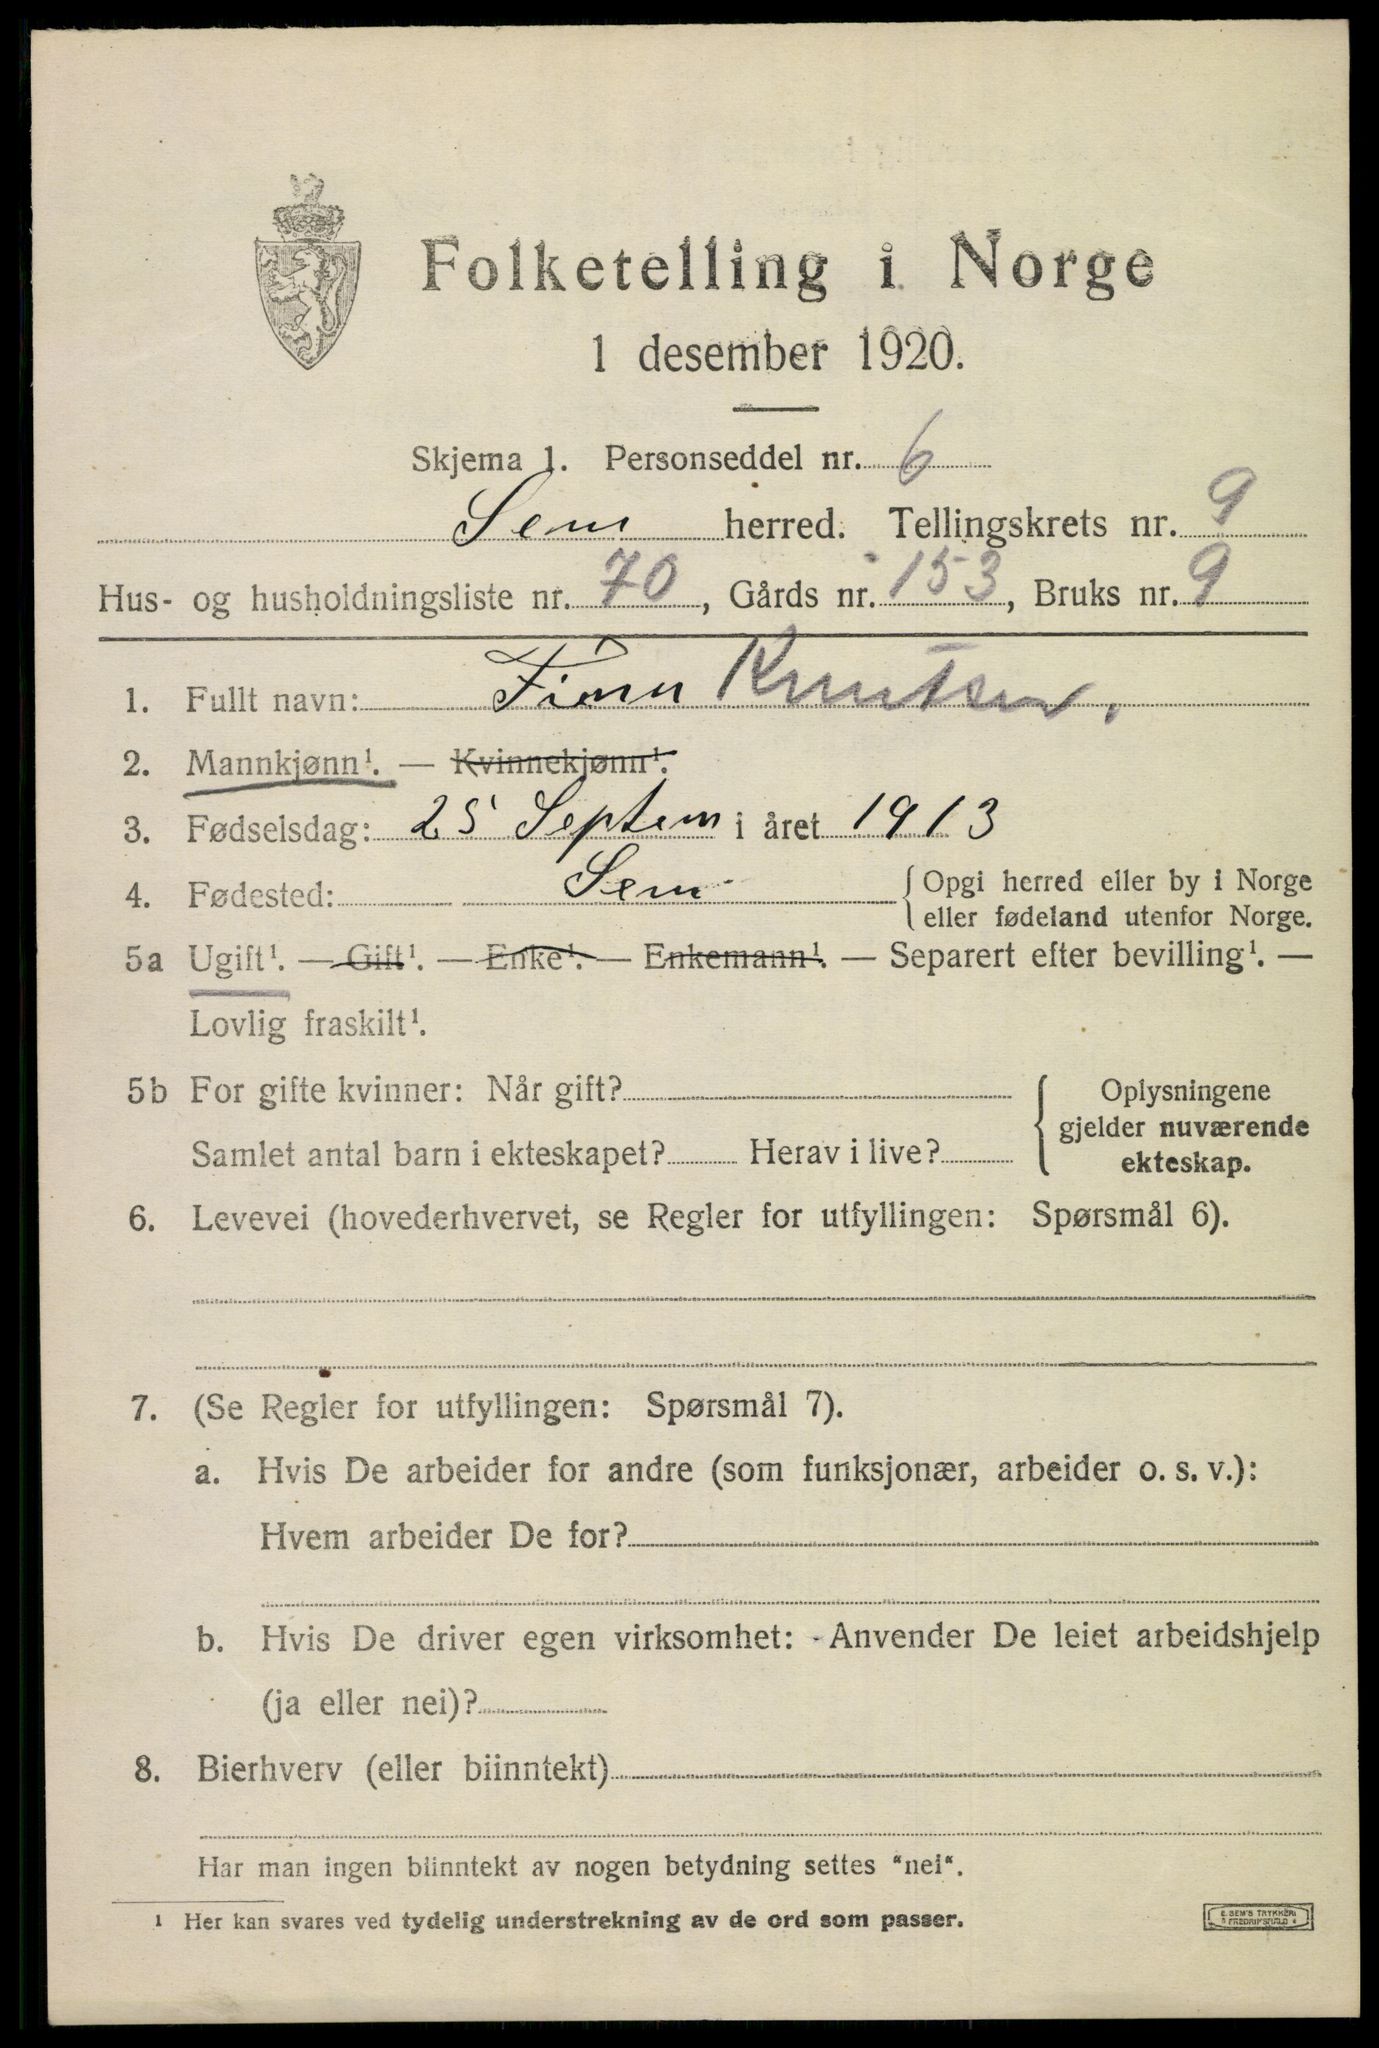 Folketelling i Norge
1 desember 1920.
Skjema 1. Personseddel nr. 6
Sem herred. Tellingskrets nr. 9
Hus- og husholdningsliste nr. 70, Gårds nr. 153, Bruks nr. 9
1. Fullt navn: Finn Knutsen.
2. Mannkjønn¹. — Kvinnekjønn¹.
3. Fødselsdag: 25 Septem i året 1913
4. Fødested: Sem { Opgi herred eller by i Norge
eller fødeland utenfor Norge.
5a Ugift¹. — Gift¹. — Enke¹. — Enkemann¹. — Separert efter bevilling¹. —
Lovlig fraskilt¹.
5b For gifte kvinner: Når gift?
Samlet antal barn i ekteskapet? Herav i live?
Oplysningene
gjelder nuværende
ekteskap.
6. Levevei (hovederhvervet, se Regler for utfyllingen: Spørsmål 6).
7. (Se Regler for utfyllingen: Spørsmål 7).
a. Hvis De arbeider for andre (som funksjonær, arbeider o. s. v.):
Hvem arbeider De for?
b. Hvis De driver egen virksomhet: Anvender De leiet arbeidshjelp
(ja eller nei)?
8. Bierhverv (eller biinntekt)
Har man ingen biinntekt av nogen betydning settes "nei".
¹ Her kan svares ved tydelig understrekning av de ord som passer.
E. SEM'S TRYKKERI
FREDRIKSHALD